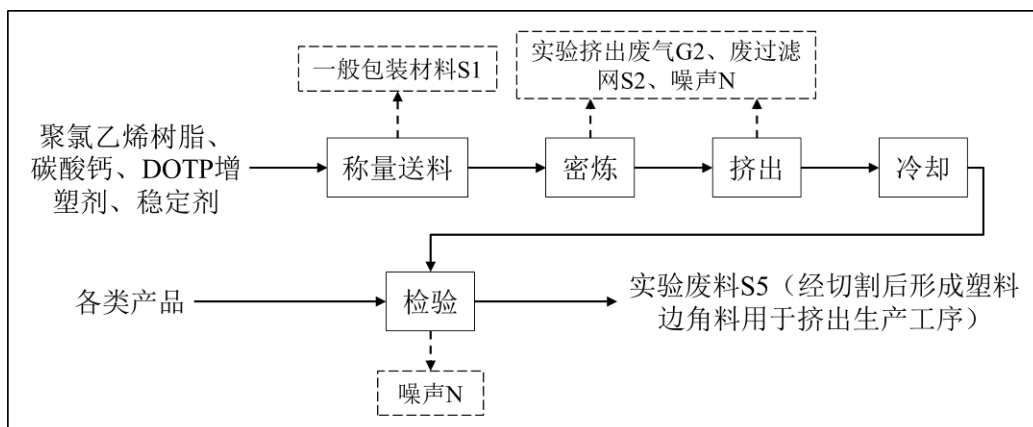 一般包装材料S1
实验挤出废气G2、废过滤
网S2、噪声N
聚氯乙烯树脂、
碳酸钙、DOTP增
塑剂、稳定剂
称量送料
密炼
挤出
冷却
各类产品
检验
实验废料S5（经切割后形成塑料
边角料用于挤出生产工序）
噪声N